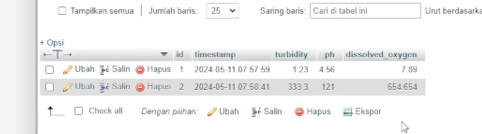 Tampilkan semua Jumlah baris: 25 Saring baris: Cari di tabel ini Urut berdasarka
+ Opsi
←T→ id timestamp turbidity ph dissolved_oxygen
Ubah Salin Hapus 1 2024-05-11 07:57:59 1.23 4.56 7.89
Ubah Salin Hapus 2 2024-05-11 07:58:41 333.3 121 654.654
Check all Dengan pilihan: Ubah Salin Hapus Ekspor